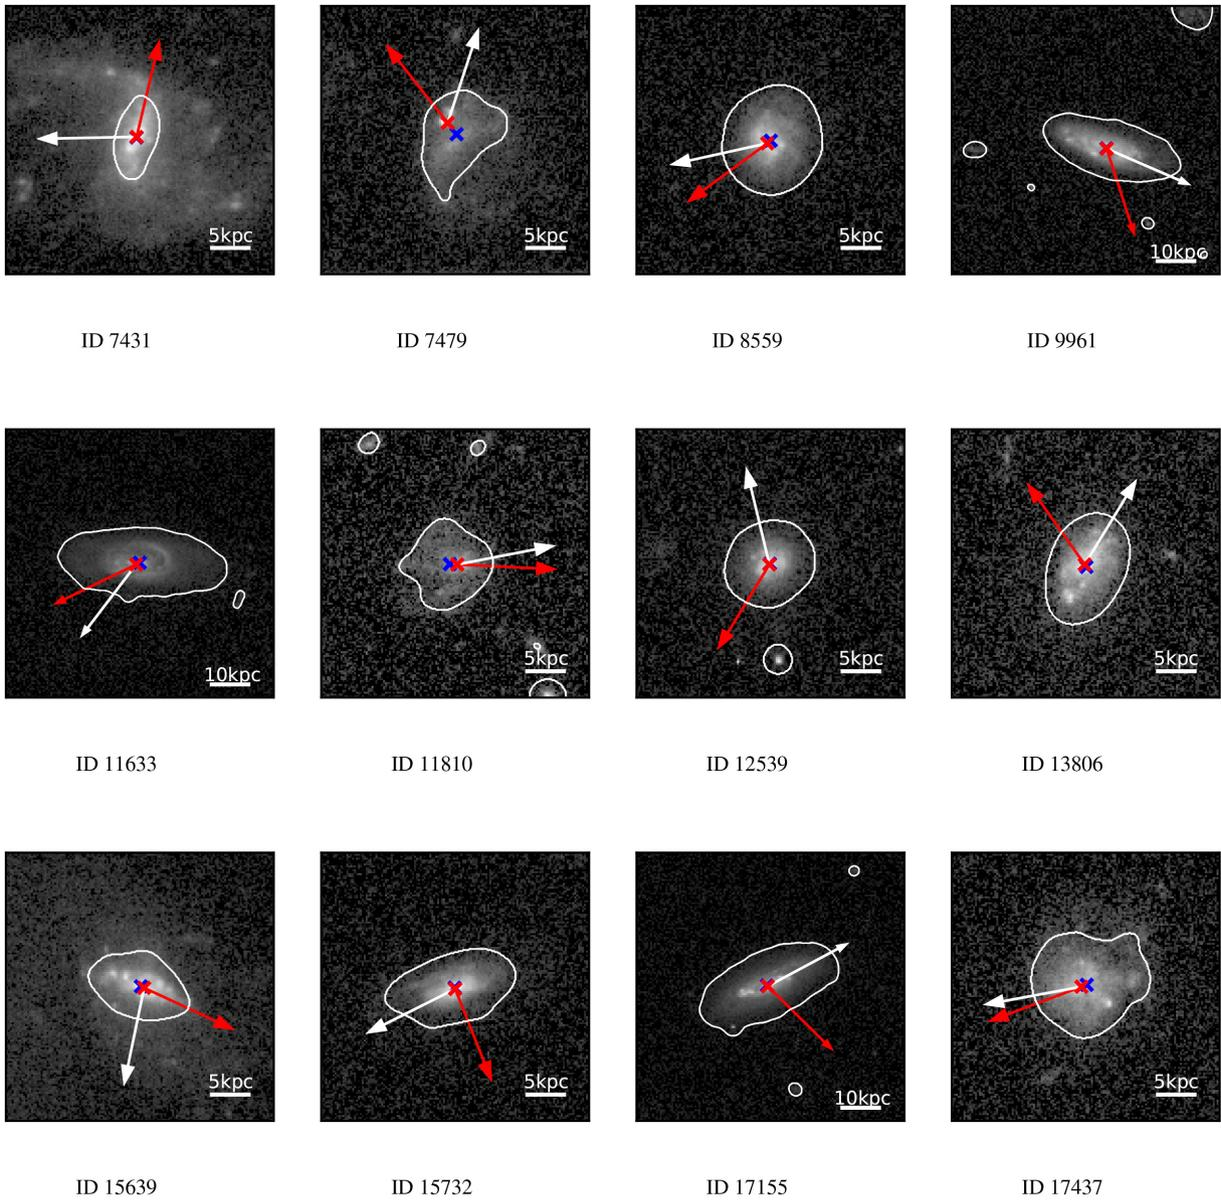 5kpc 5kpc 5kpc 10kpc
ID 7431 ID 7479 ID 8559 ID 9961
10kpc 5kpc 5kpc 5kpc
ID 11633 ID 11810 ID 12539 ID 13806
5kpc 5kpc 10kpc 5kpc
ID 15639 ID 15732 ID 17155 ID 17437